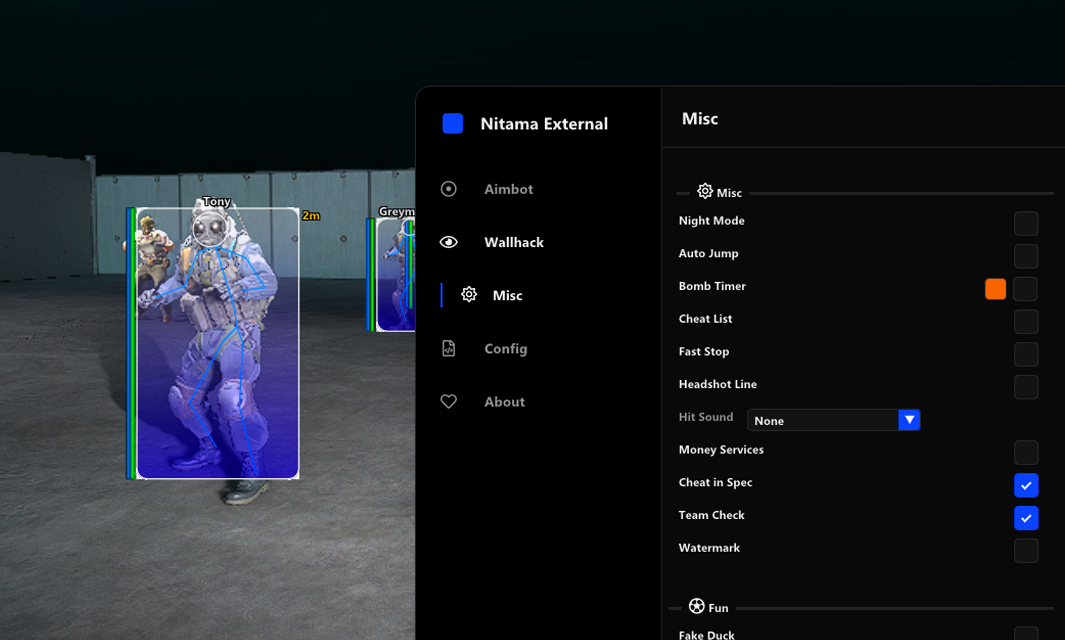 Tony
2m
Greym
Nitama External
Aimbot
Wallhack
Misc
Config
About
Misc
Misc
Night Mode
Auto Jump
Bomb Timer
Cheat List
Fast Stop
Headshot Line
Hit Sound None
Money Services
Cheat in Spec
Team Check
Watermark
Fun
Fake Duck